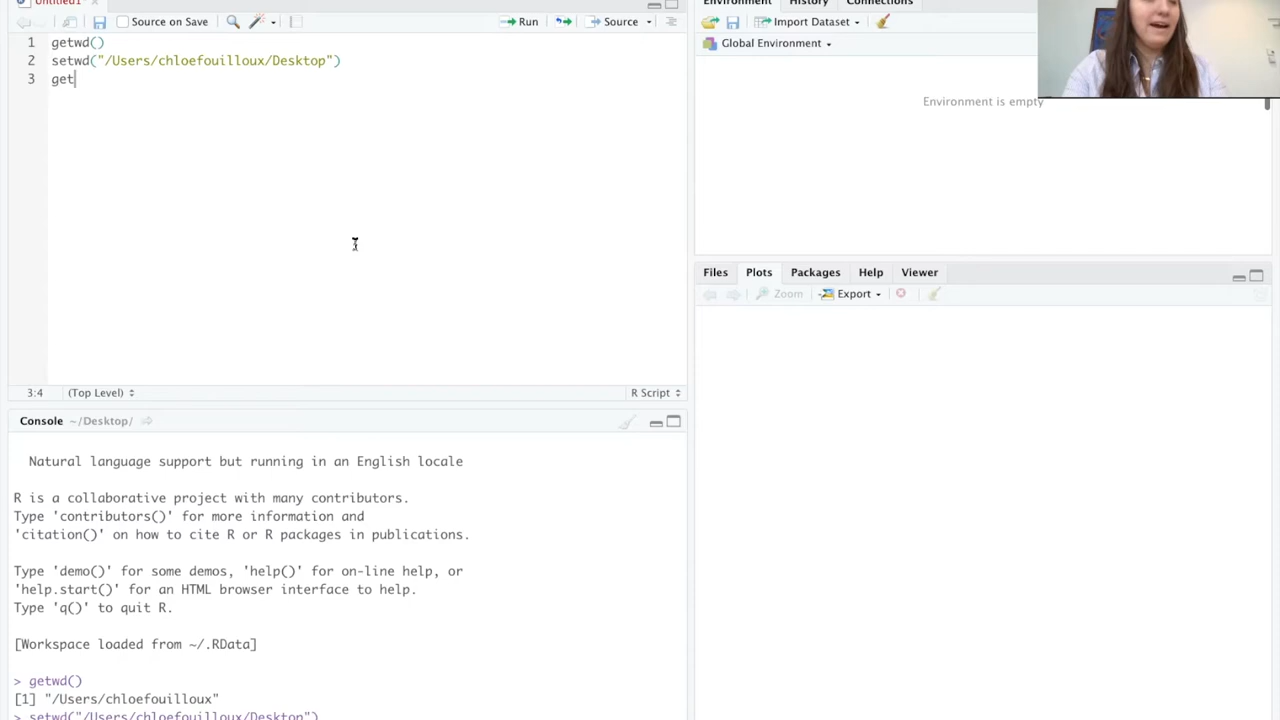 Untitled1*
Source on Save
Run
Source
1 getwd()
2 setwd("/Users/chloefouilloux/Desktop")
3 get
3:4 (Top Level) R Script
Console ~/Desktop/
Natural language support but running in an English locale
R is a collaborative project with many contributors.
Type 'contributors()' for more information and
'citation()' on how to cite R or R packages in publications.
Type 'demo()' for some demos, 'help()' for on-line help, or
'help.start()' for an HTML browser interface to help.
Type 'q()' to quit R.
[Workspace loaded from ~/.RData]
> getwd()
[1] "/Users/chloefouilloux"
> setwd("/Users/chloefouilloux/Desktop")
Environment History Connections
Import Dataset
Global Environment
Environment is empty
Files Plots Packages Help Viewer
Zoom Export